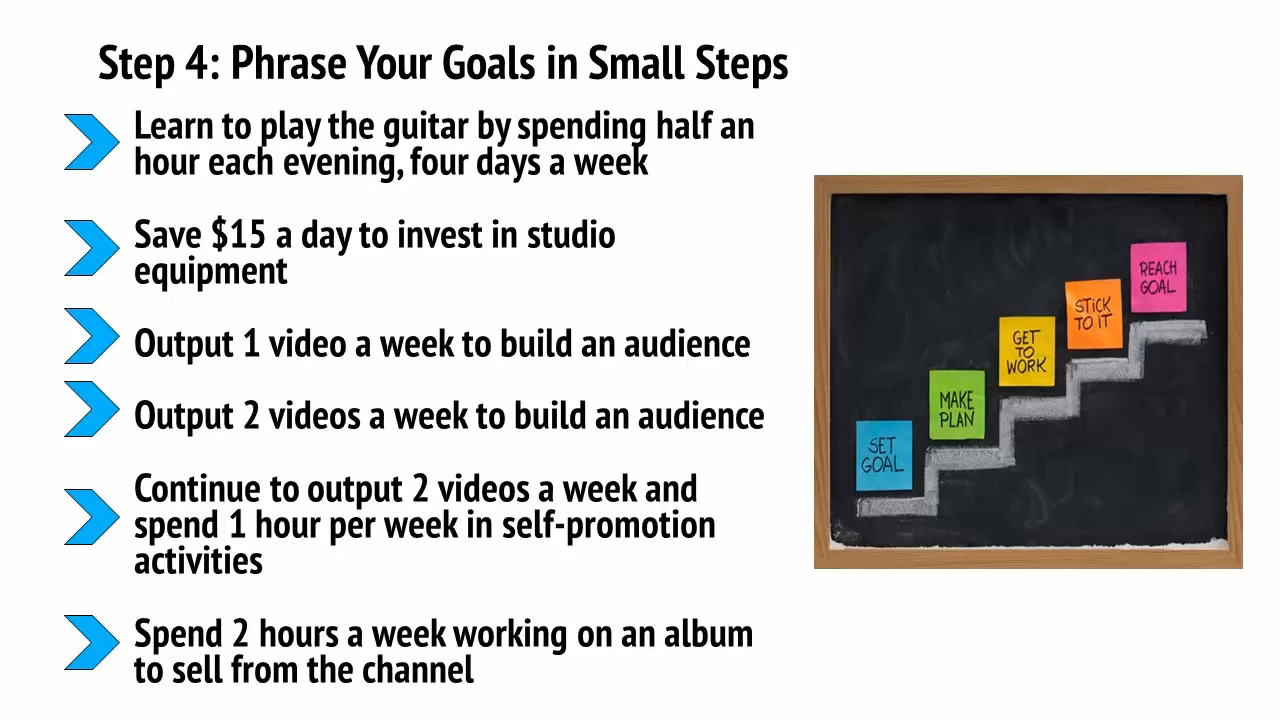 Step 4: Phrase Your Goals in Small Steps
Learn to play the guitar by spending half an
hour each evening, four days a week
Save $15 a day to invest in studio
equipment
Output 1 video a week to build an audience
Output 2 videos a week to build an audience
Continue to output 2 videos a week and
spend 1 hour per week in self-promotion
activities
Spend 2 hours a week working on an album
to sell from the channel
SET
GOAL
MAKE
PLAN
GET
TO
WORK
STICK
TO IT
REACH
GOAL